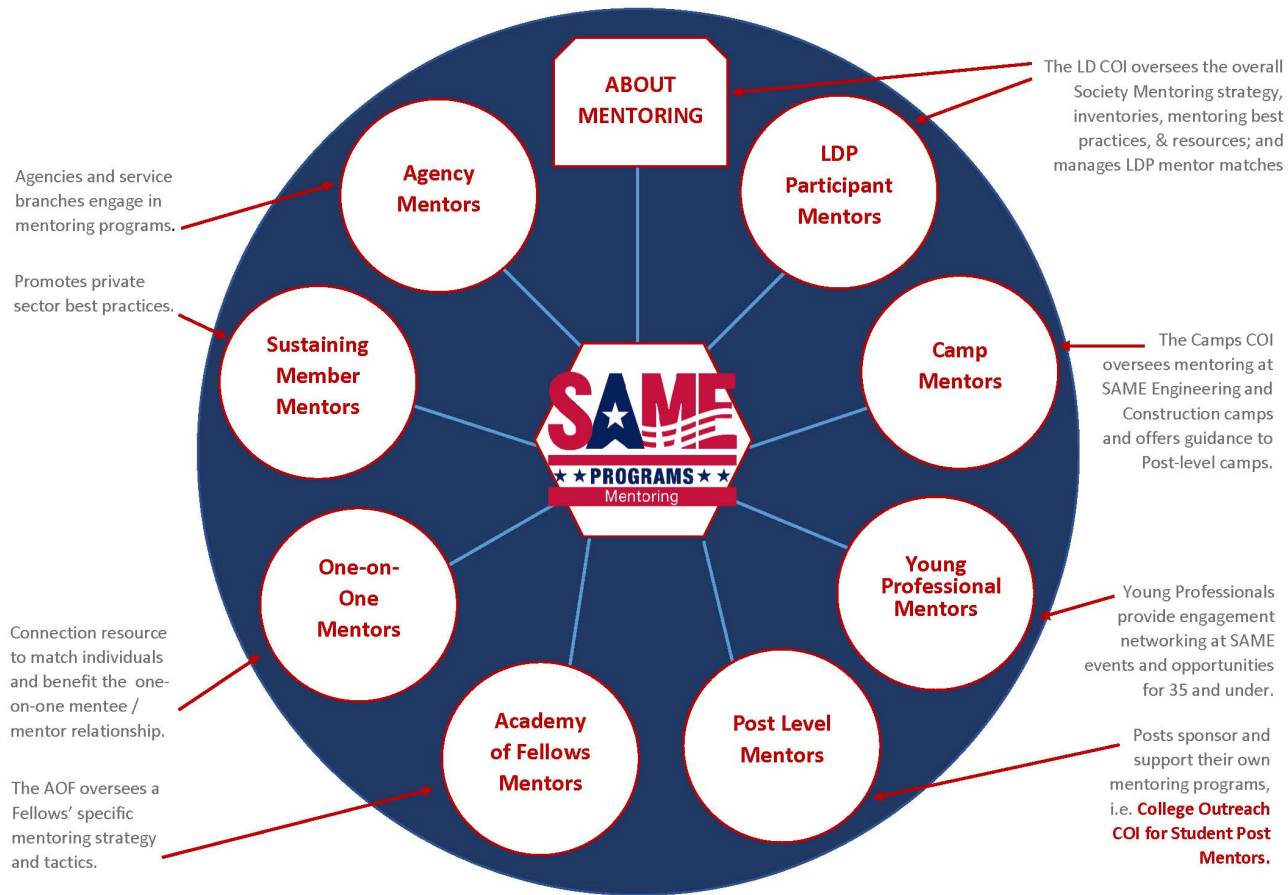 ABOUT
MENTORING
The LD COI oversees the overall
Society Mentoring strategy,
inventories, mentoring best
practices, & resources; and
manages LDP mentor matches
LDP
Participant
Mentors
Agency
Mentors
Agencies and service
branches engage in
mentoring programs.
Promotes private
sector best practices.
Sustaining
Member
Mentors
Camp
Mentors
The Camps COI
oversees mentoring at
SAME Engineering and
Construction camps
and offers guidance to
Post-level camps.
SAME
PROGRAMS
Mentoring
One-on-
One
Mentors
Young
Professional
Mentors
Young Professionals
provide engagement
networking at SAME
events and opportunities
for 35 and under.
Connection resource
to match individuals
and benefit the one-
on-one mentee /
mentor relationship.
Academy
of Fellows
Mentors
Post Level
Mentors
Posts sponsor and
support their own
mentoring programs,
i.e. College Outreach
COI for Student Post
Mentors.
The AOF oversees a
Fellows’ specific
mentoring strategy
and tactics.